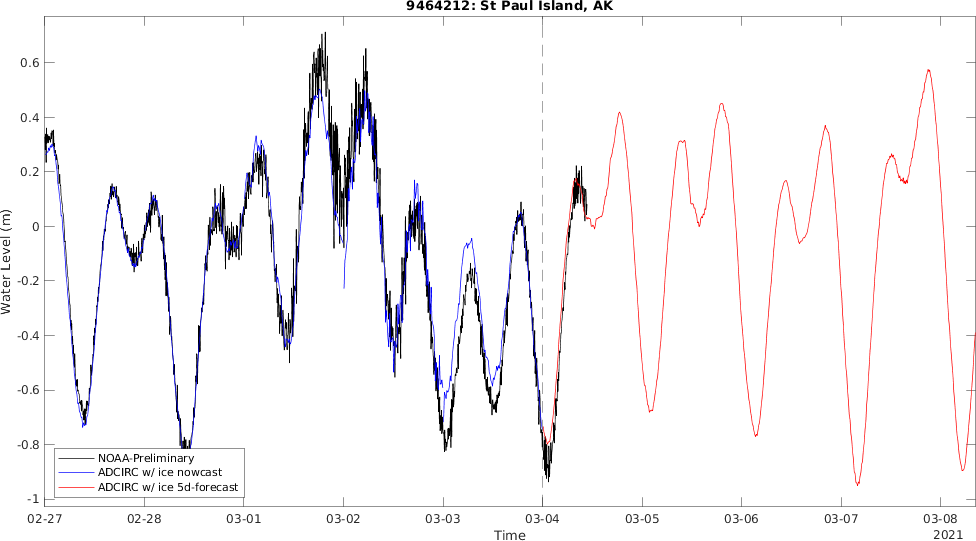 9464212: St Paul Island, AK
0.6
0.4
0.2
0
-0.2
-0.4
-0.6
-0.8
-1
Water Level (m)
NOAA-Preliminary
ADCIRC w/ ice nowcast
ADCIRC w/ ice 5d-forecast
02-27 02-28 03-01 03-02 03-03 03-04 03-05 03-06 03-07 03-08
Time 2021